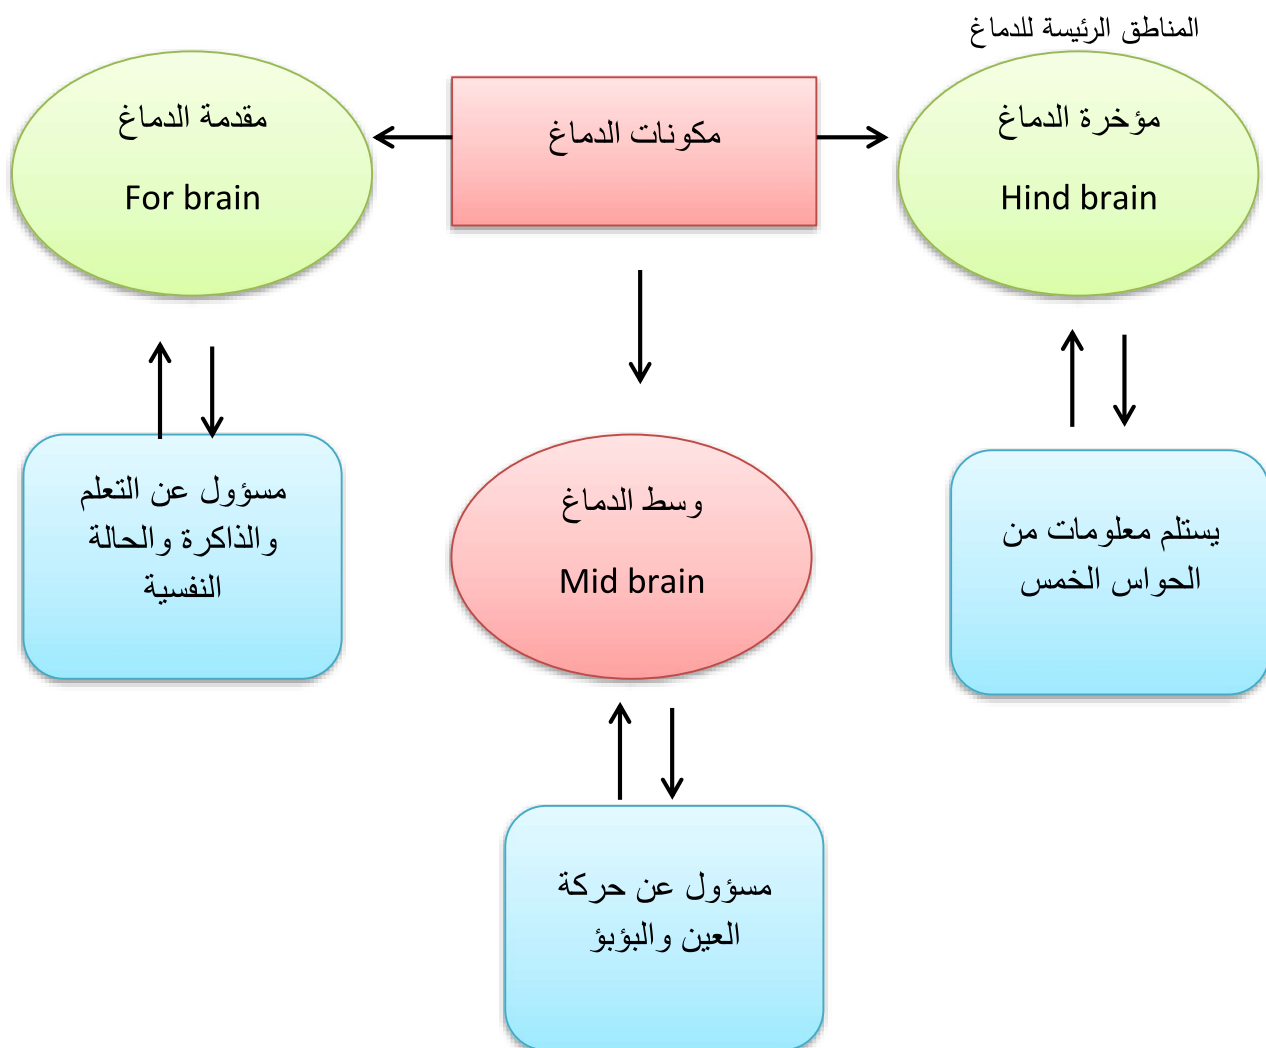 المناطق الرئيسة للدماغ
مؤخرة الدماغ
Hind brain
مكونات الدماغ
مقدمة الدماغ
For brain
يستلم معلومات من
الحواس الخمس
وسط الدماغ
Mid brain
مسؤول عن التعلم
والذاكرة والحالة
النفسية
مسؤول عن حركة
العين والبؤبؤ